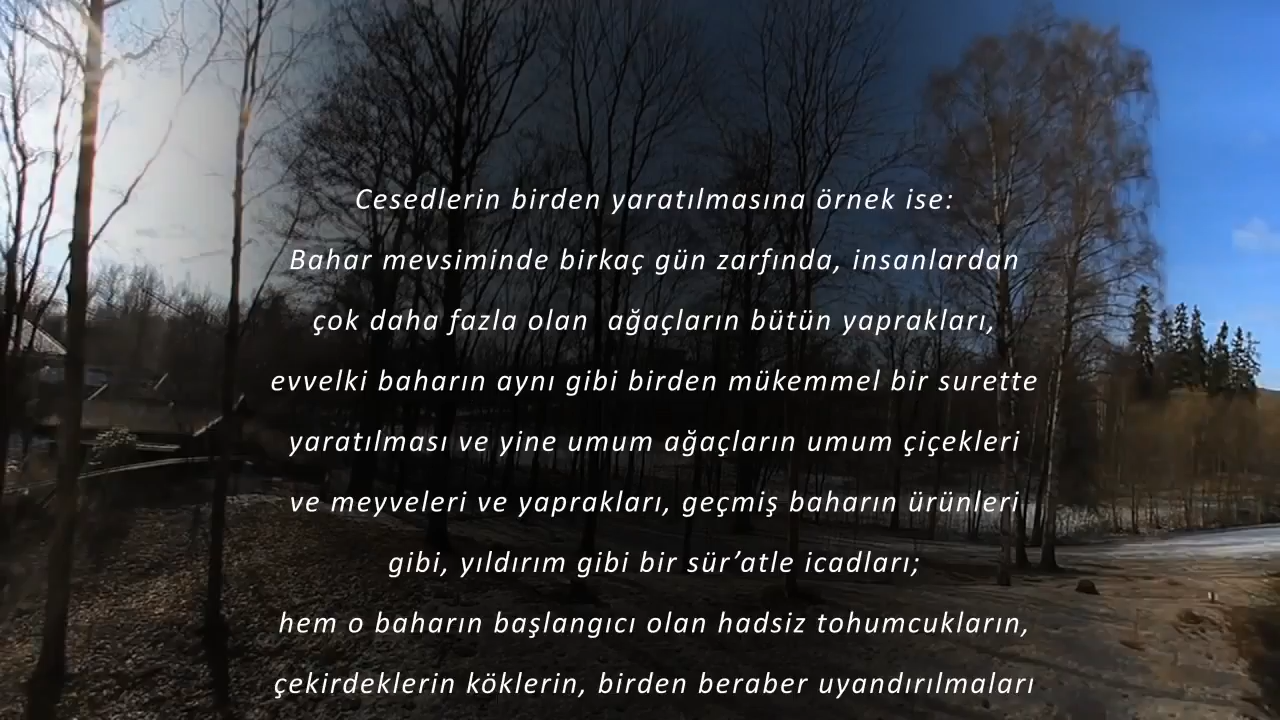 Cesedlerin birden yaratılmasına örnek ise:
Bahar mevsiminde birkaç gün zarfında, insanlardan
çok daha fazla olan ağaçların bütün yaprakları,
evvelki baharın aynı gibi birden mükemmel bir surette
yaratılması ve yine umum ağaçların umum çiçekleri
ve meyveleri ve yaprakları, geçmiş baharın ürünleri
gibi, yıldırım gibi bir sür’atle icadları;
hem o baharın başlangıcı olan hadsiz tohumcukların,
çekirdeklerin köklerin, birden beraber uyandırılmaları